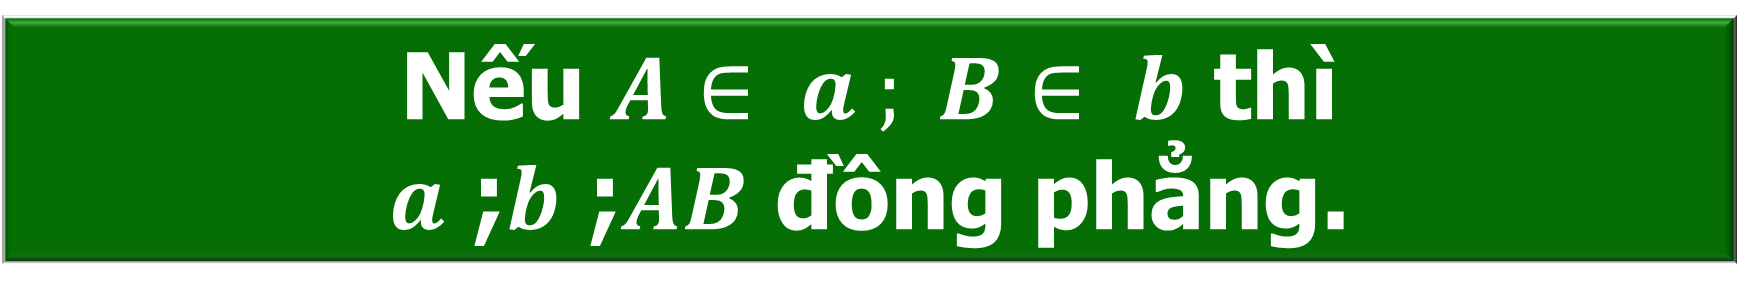 Nếu A ∈ a ; B ∈ b thì
a ;b ;AB đồng phẳng.